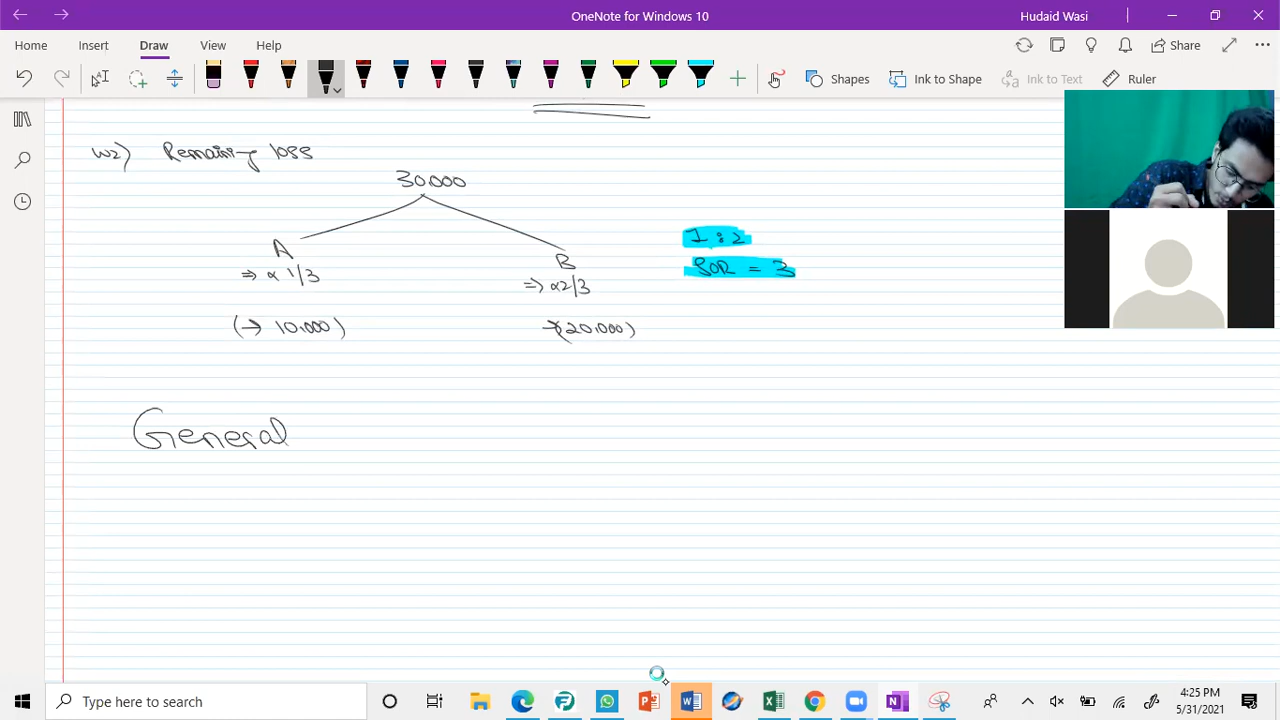 OneNote for Windows 10
Hudaid Wasi
Home Insert Draw View Help
Share
Shapes
Ink to Shape
Ink to Text
Ruler
W2) Remaining loss
30,000
A
B
1 : 2
SOR = 3
⇒ α 1/3
⇒ α 2/3
(→ 10,000)
→(20,000)
General
Type here to search
4:25 PM
5/31/2021